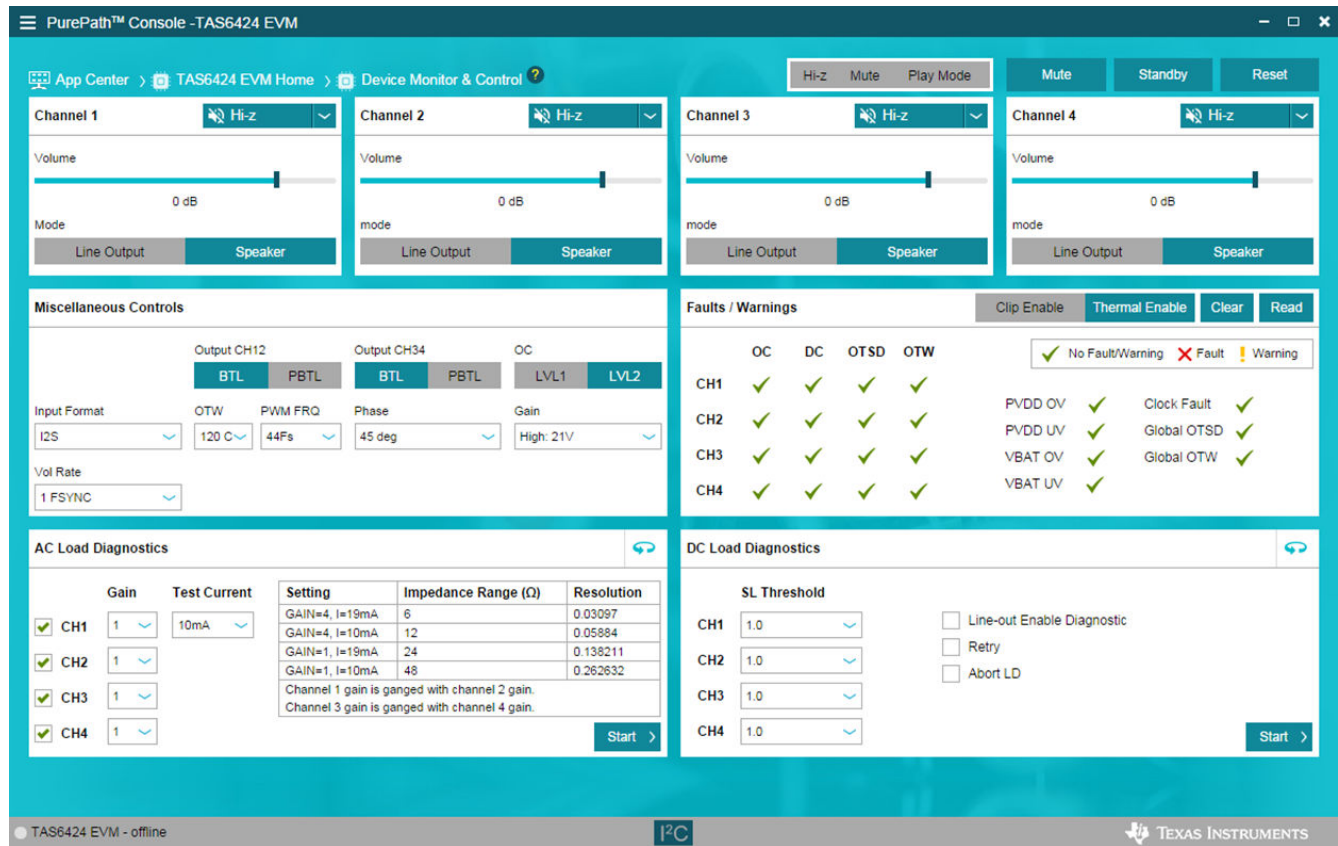 PurePath™ Console -TAS6424 EVM
App Center > TAS6424 EVM Home > Device Monitor & Control ?
Hi-z Mute Play Mode
Mute Standby Reset
Channel 1 Hi-z
Volume
0 dB
Mode
Line Output Speaker
Channel 2 Hi-z
Volume
0 dB
mode
Line Output Speaker
Channel 3 Hi-z
Volume
0 dB
mode
Line Output Speaker
Channel 4 Hi-z
Volume
0 dB
mode
Line Output Speaker
Miscellaneous Controls
Output CH12 Output CH34 OC
BTL PBTL BTL PBTL LVL1 LVL2
Input Format OTW PWM FRQ Phase Gain
I2S 120 C 44Fs 45 deg High: 21V
Vol Rate
1 FSYNC
Faults / Warnings Clip Enable Thermal Enable Clear Read
OC DC OTSD OTW
No Fault/Warning Fault Warning
CH1
CH2
CH3
CH4
PVDD OV Clock Fault
PVDD UV Global OTSD
VBAT OV Global OTW
VBAT UV
AC Load Diagnostics
Gain Test Current
CH1 1 10mA
CH2 1
CH3 1
CH4 1
Setting Impedance Range (Ω) Resolution
GAIN=4, I=19mA 6 0.03097
GAIN=4, I=10mA 12 0.05884
GAIN=1, I=19mA 24 0.138211
GAIN=1, I=10mA 48 0.262632
Channel 1 gain is ganged with channel 2 gain.
Channel 3 gain is ganged with channel 4 gain.
Start >
DC Load Diagnostics
SL Threshold
CH1 1.0
CH2 1.0
CH3 1.0
CH4 1.0
Line-out Enable Diagnostic
Retry
Abort LD
Start >
TAS6424 EVM - offline
I²C
TEXAS INSTRUMENTS